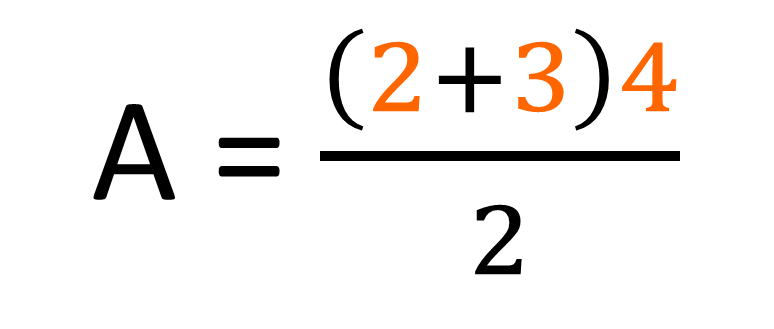 A = (2+3)4
2